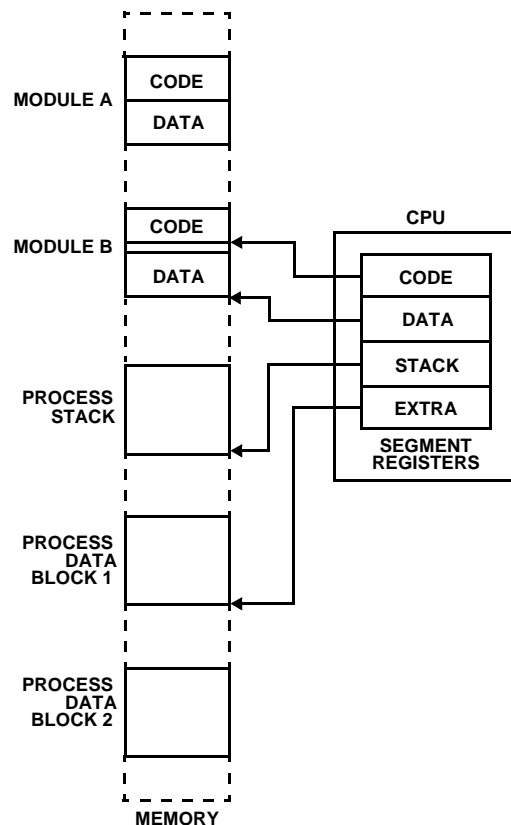 MODULE A
CODE
DATA
MODULE B
CODE
DATA
PROCESS
STACK
PROCESS
DATA
BLOCK 1
PROCESS
DATA
BLOCK 2
MEMORY
CPU
CODE
DATA
STACK
EXTRA
SEGMENT
REGISTERS